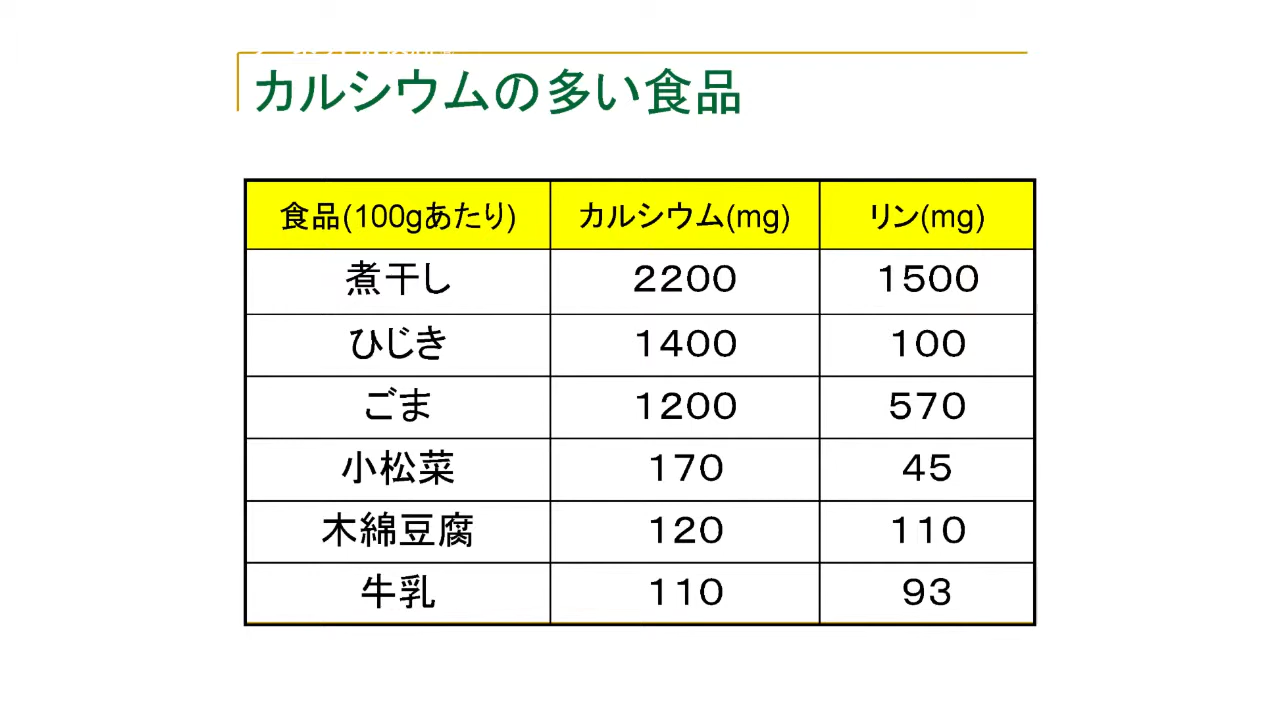 カルシウムの多い食品
食品(100gあたり) カルシウム(mg) リン(mg)
煮干し 2200 1500
ひじき 1400 100
ごま 1200 570
小松菜 170 45
木綿豆腐 120 110
牛乳 110 93